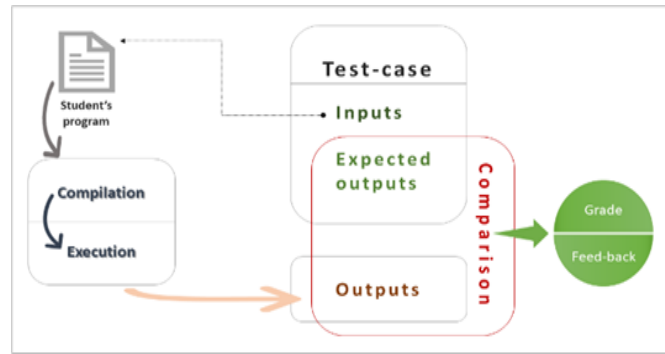 Student's
program
Compilation
Execution
Test-case
Inputs
Expected
outputs
Outputs
Comparison
Grade
Feed-back